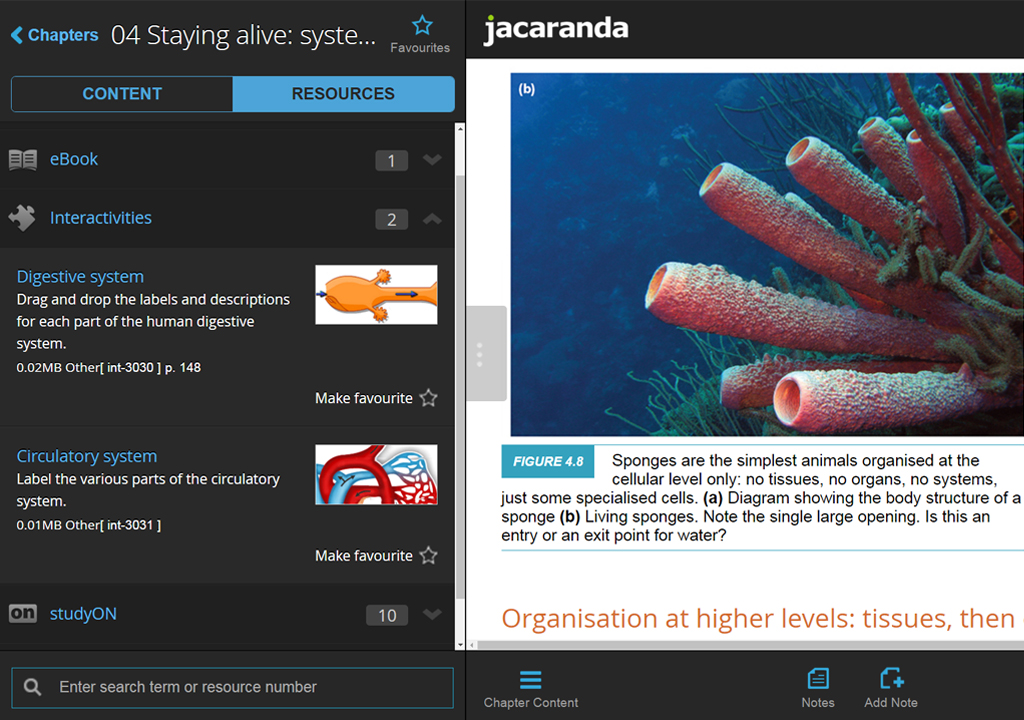 Chapters
04 Staying alive: syste...
Favourites
CONTENT
RESOURCES
eBook
1
Interactivities
2
Digestive system
Drag and drop the labels and descriptions
for each part of the human digestive
system.
0.02MB Other[ int-3030 ] p. 148
Make favourite
Circulatory system
Label the various parts of the circulatory
system.
0.01MB Other[ int-3031 ]
Make favourite
on
studyON
10
Enter search term or resource number
jacaranda
(b)
FIGURE 4.8
Sponges are the simplest animals organised at the
cellular level only: no tissues, no organs, no systems,
just some specialised cells. (a) Diagram showing the body structure of a
sponge (b) Living sponges. Note the single large opening. Is this an
entry or an exit point for water?
Organisation at higher levels: tissues, then
Chapter Content
Notes
Add Note